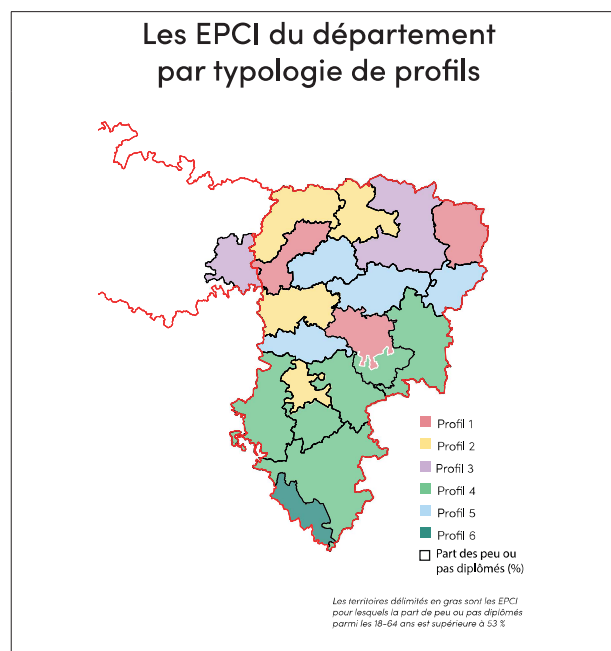 Les EPCI du département
par typologie de profils
Profil 1
Profil 2
Profil 3
Profil 4
Profil 5
Profil 6
Part des peu ou
pas diplômés (%)
Les territoires délimités en gras sont les EPCI
pour lesquels la part de peu ou pas diplômés
parmi les 18-64 ans est supérieure à 53 %